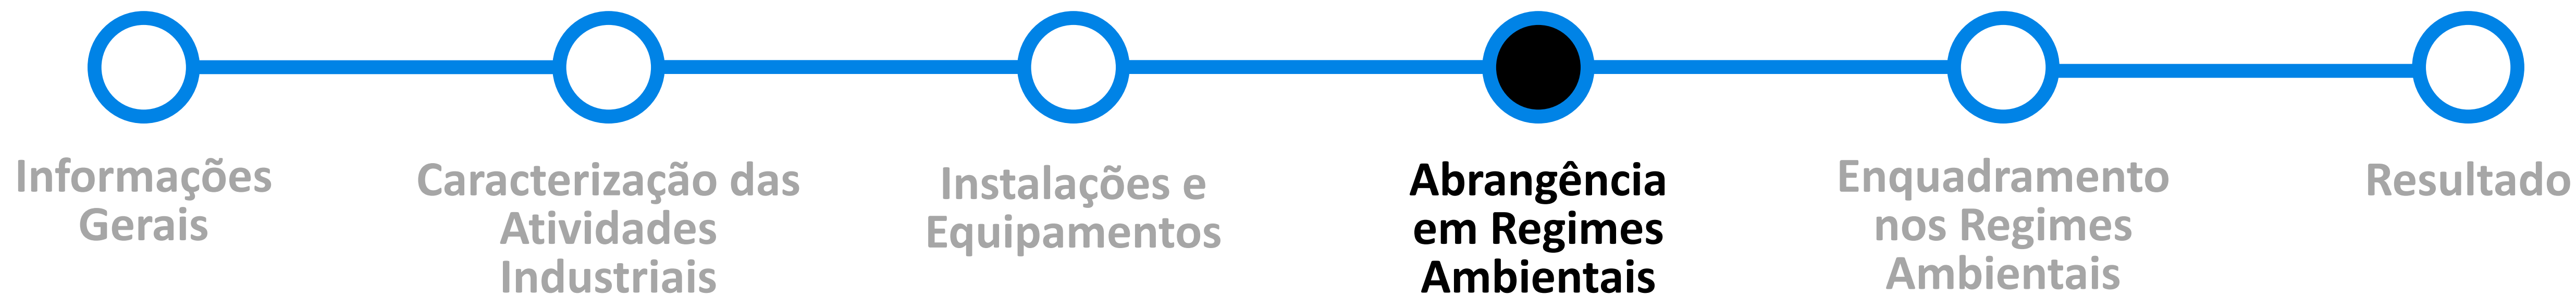 Informações
Gerais
Caracterização das
Atividades
Industriais
Instalações e
Equipamentos
Abrangência
em Regimes
Ambientais
Enquadramento
nos Regimes
Ambientais
Resultado